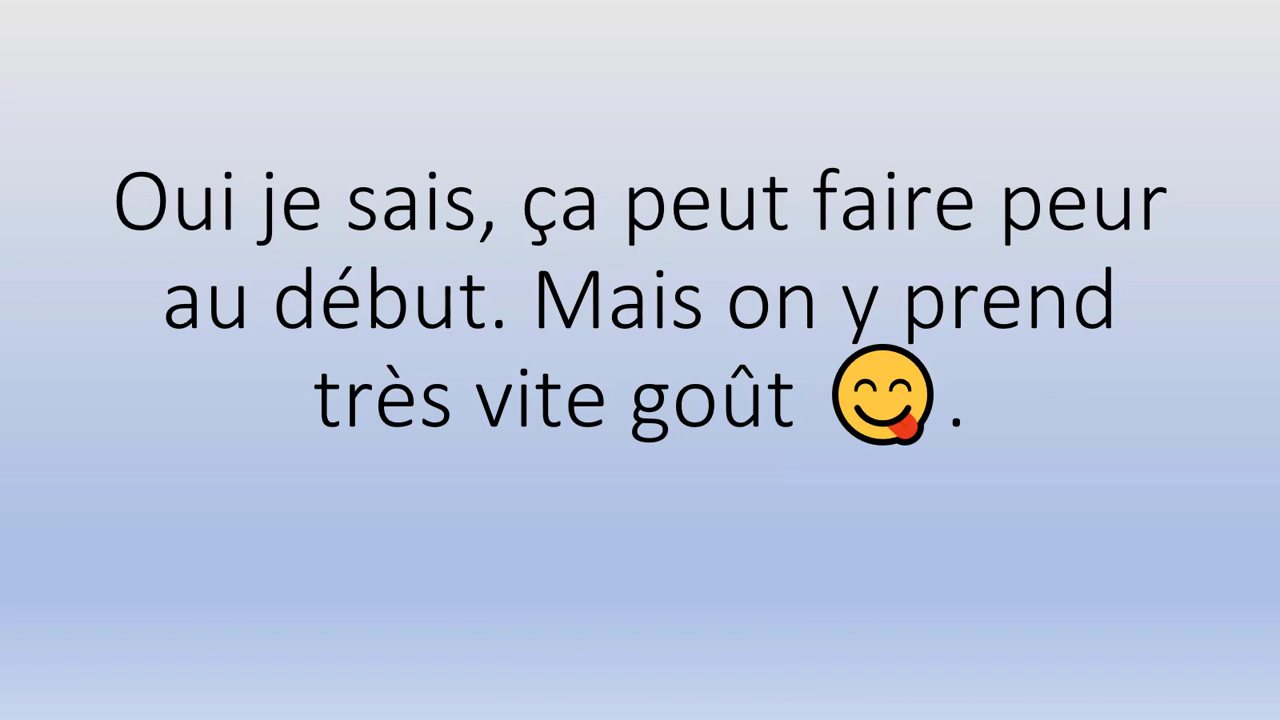 Oui je sais, ça peut faire peur
au début. Mais on y prend
très vite goût 😋.